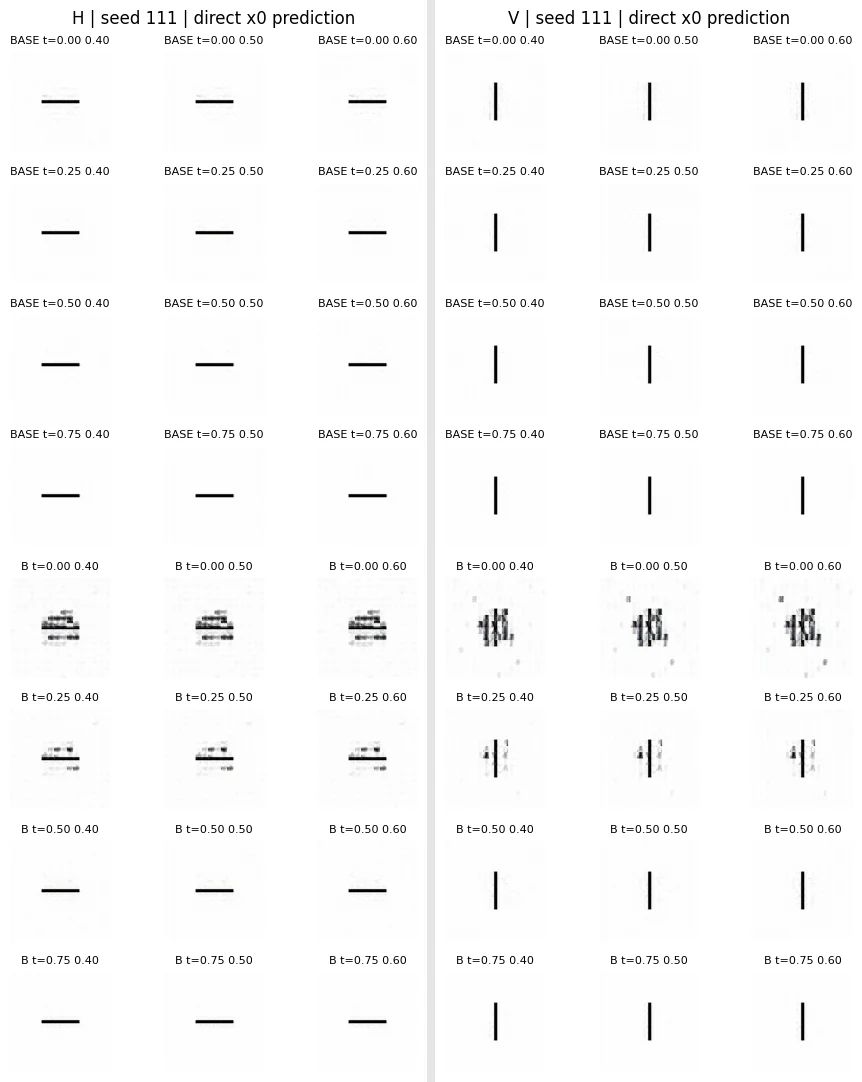 H | seed 111 | direct x0 prediction
BASE t=0.00 0.40 BASE t=0.00 0.50 BASE t=0.00 0.60
BASE t=0.25 0.40 BASE t=0.25 0.50 BASE t=0.25 0.60
BASE t=0.50 0.40 BASE t=0.50 0.50 BASE t=0.50 0.60
BASE t=0.75 0.40 BASE t=0.75 0.50 BASE t=0.75 0.60
B t=0.00 0.40 B t=0.00 0.50 B t=0.00 0.60
B t=0.25 0.40 B t=0.25 0.50 B t=0.25 0.60
B t=0.50 0.40 B t=0.50 0.50 B t=0.50 0.60
B t=0.75 0.40 B t=0.75 0.50 B t=0.75 0.60
V | seed 111 | direct x0 prediction
BASE t=0.00 0.40 BASE t=0.00 0.50 BASE t=0.00 0.60
BASE t=0.25 0.40 BASE t=0.25 0.50 BASE t=0.25 0.60
BASE t=0.50 0.40 BASE t=0.50 0.50 BASE t=0.50 0.60
BASE t=0.75 0.40 BASE t=0.75 0.50 BASE t=0.75 0.60
B t=0.00 0.40 B t=0.00 0.50 B t=0.00 0.60
B t=0.25 0.40 B t=0.25 0.50 B t=0.25 0.60
B t=0.50 0.40 B t=0.50 0.50 B t=0.50 0.60
B t=0.75 0.40 B t=0.75 0.50 B t=0.75 0.60